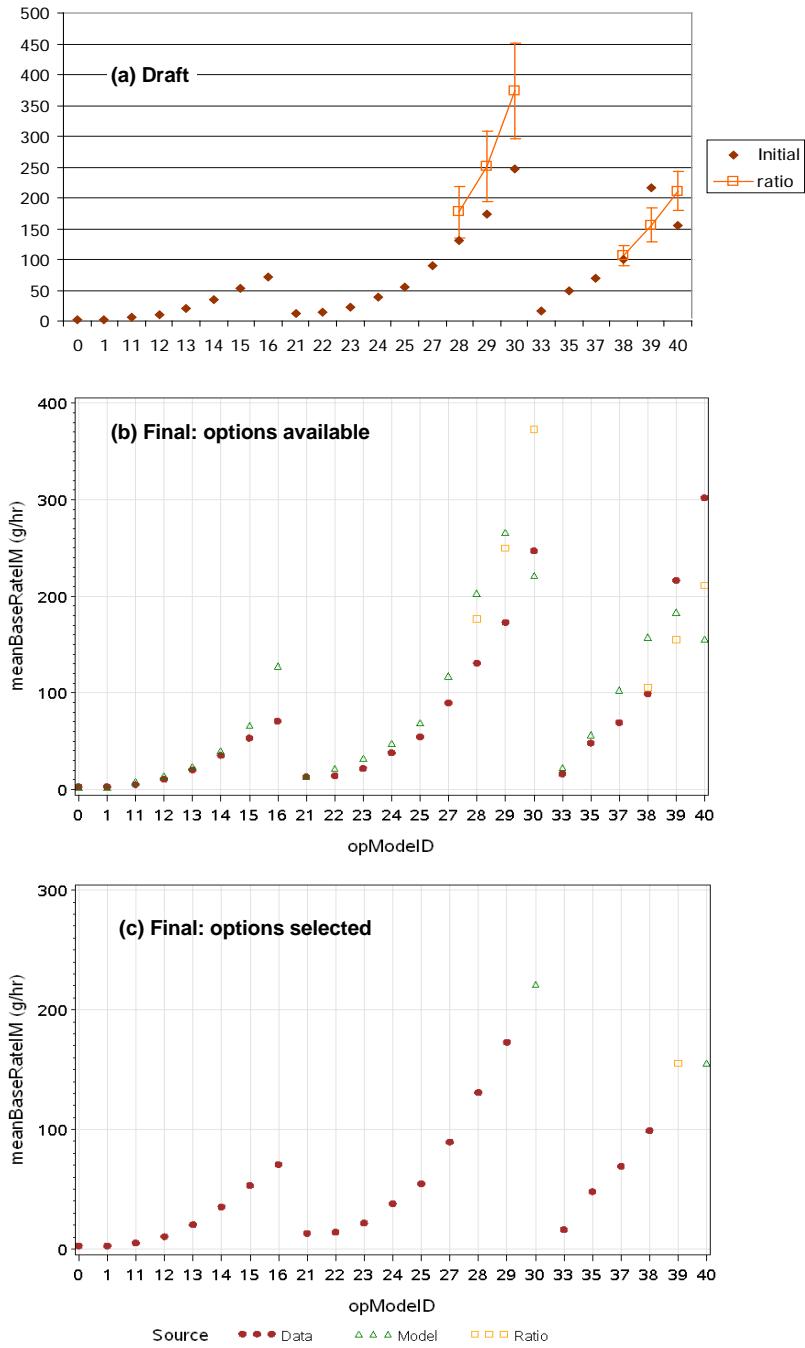 500
450
400
350
300
250
200
150
100
50
0
(a) Draft
Initial
ratio
0 1 11 12 13 14 15 16 21 22 23 24 25 27 28 29 30 33 35 37 38 39 40
400
300
200
100
0
meanBaseRateIM (g/hr)
(b) Final: options available
0 1 11 12 13 14 15 16 21 22 23 24 25 27 28 29 30 33 35 37 38 39 40
opModeID
300
200
100
0
meanBaseRateIM (g/hr)
(c) Final: options selected
0 1 11 12 13 14 15 16 21 22 23 24 25 27 28 29 30 33 35 37 38 39 40
opModeID
Source Data Model Ratio